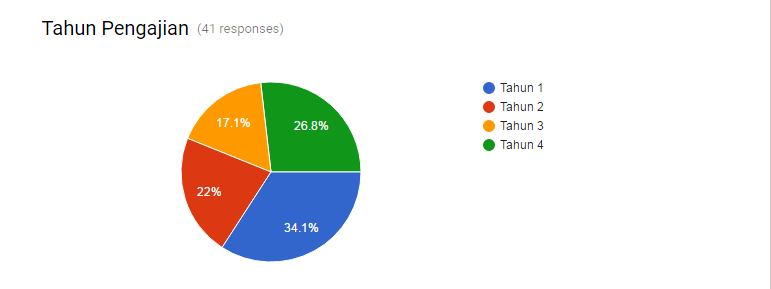 Tahun Pengajian (41 responses)
Tahun 1
Tahun 2
Tahun 3
Tahun 4
17.1%
26.8%
22%
34.1%